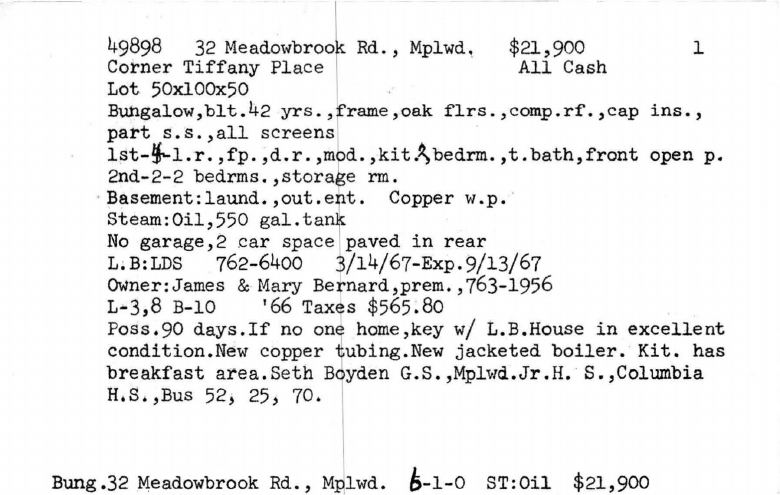 49898 32 Meadowbrook Rd., Mplwd. $21,900 1
Corner Tiffany Place All Cash
Lot 50x100x50
Bungalow,blt.42 yrs.,frame,oak flrs.,comp.rf.,cap ins.,
part s.s.,all screens
1st-4-l.r.,fp.,d.r.,mod.,kit.,bedrm.,t.bath,front open p.
2nd-2-2 bedrms.,storage rm.
Basement:laund.,out.ent. Copper w.p.
Steam:Oil,550 gal.tank
No garage,2 car space paved in rear
L.B:LDS 762-6400 3/14/67-Exp.9/13/67
Owner:James & Mary Bernard,prem.,763-1956
L-3,8 B-10 '66 Taxes $565.80
Poss.90 days.If no one home,key w/ L.B.House in excellent
condition.New copper tubing.New jacketed boiler. Kit. has
breakfast area.Seth Boyden G.S.,Mplwd.Jr.H. S.,Columbia
H.S.,Bus 52, 25, 70.
Bung.32 Meadowbrook Rd., Mplwd. 6-1-0 ST:Oil $21,900